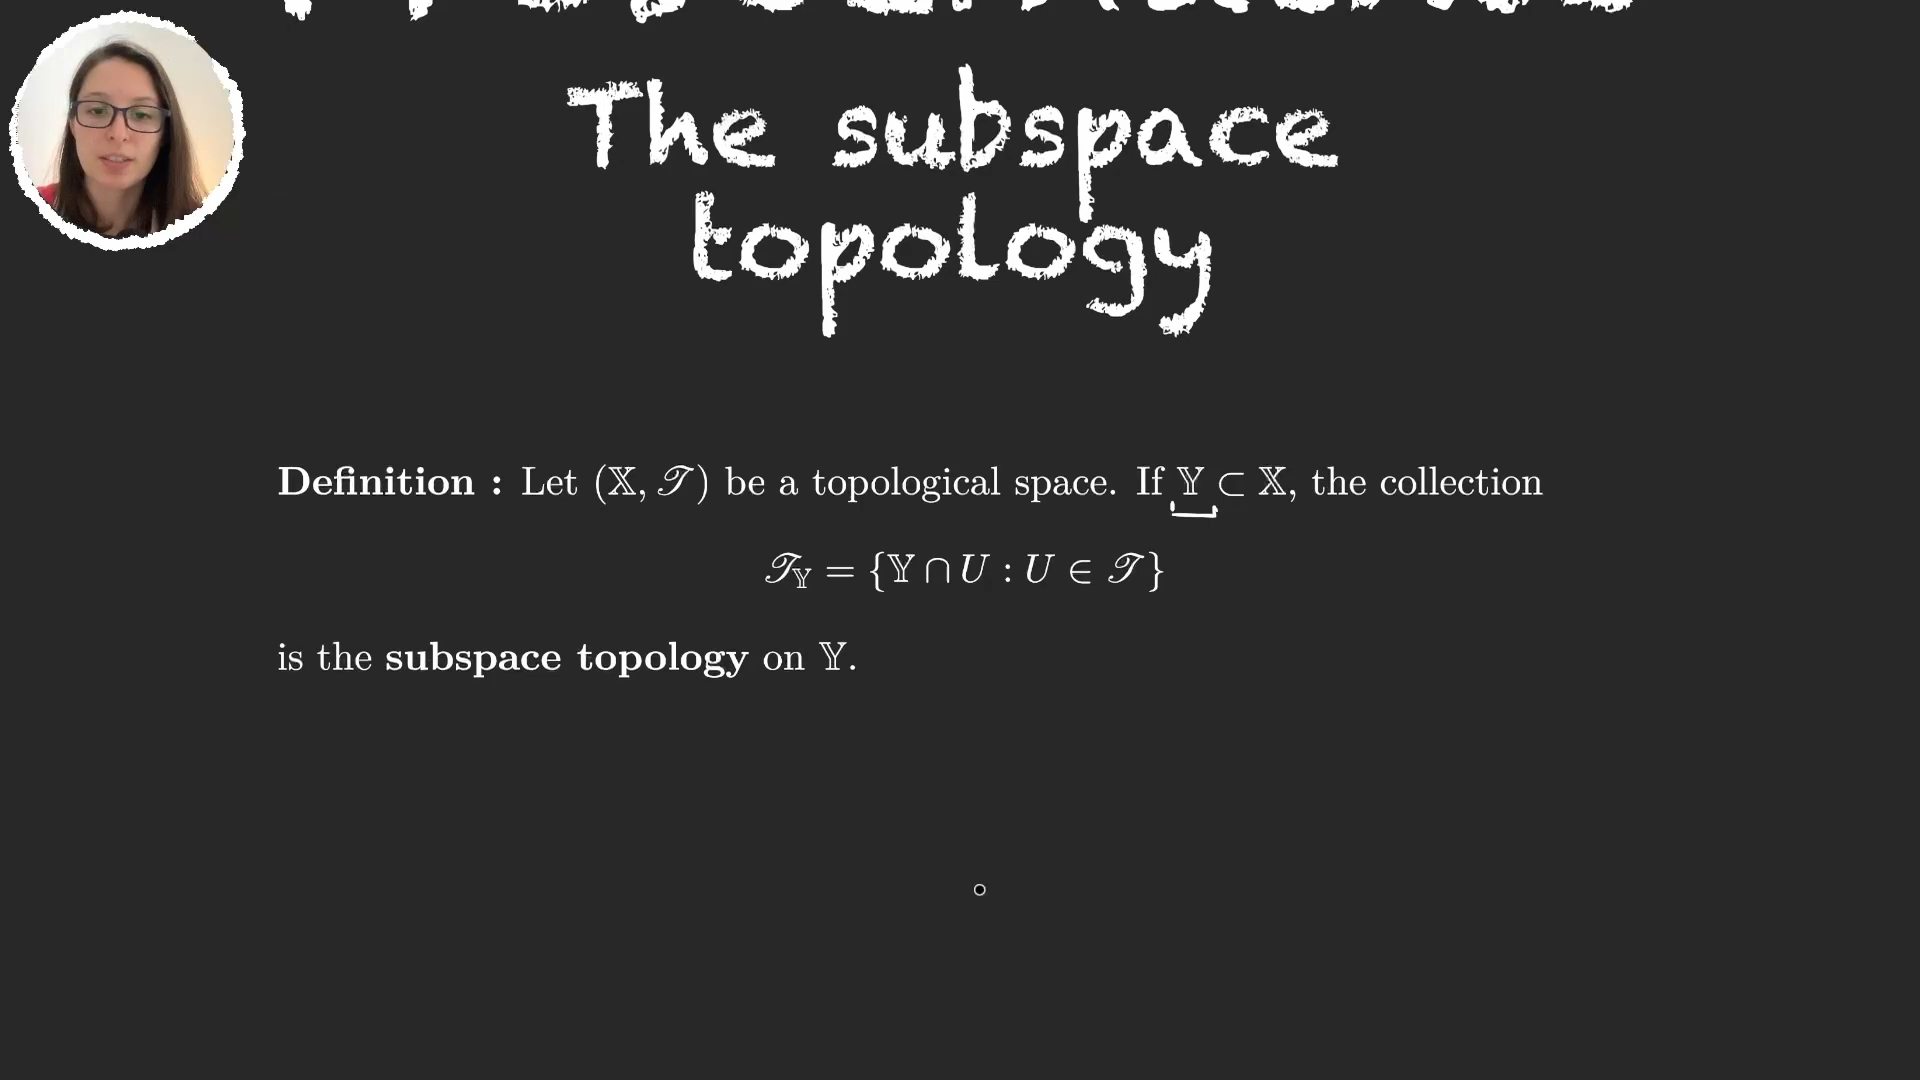 The subspace
topology
Definition : Let (𝕏, 𝒯) be a topological space. If 𝕐 ⊂ 𝕏, the collection
𝒯_𝕐 = {𝕐 ∩ U : U ∈ 𝒯}
is the subspace topology on 𝕐.